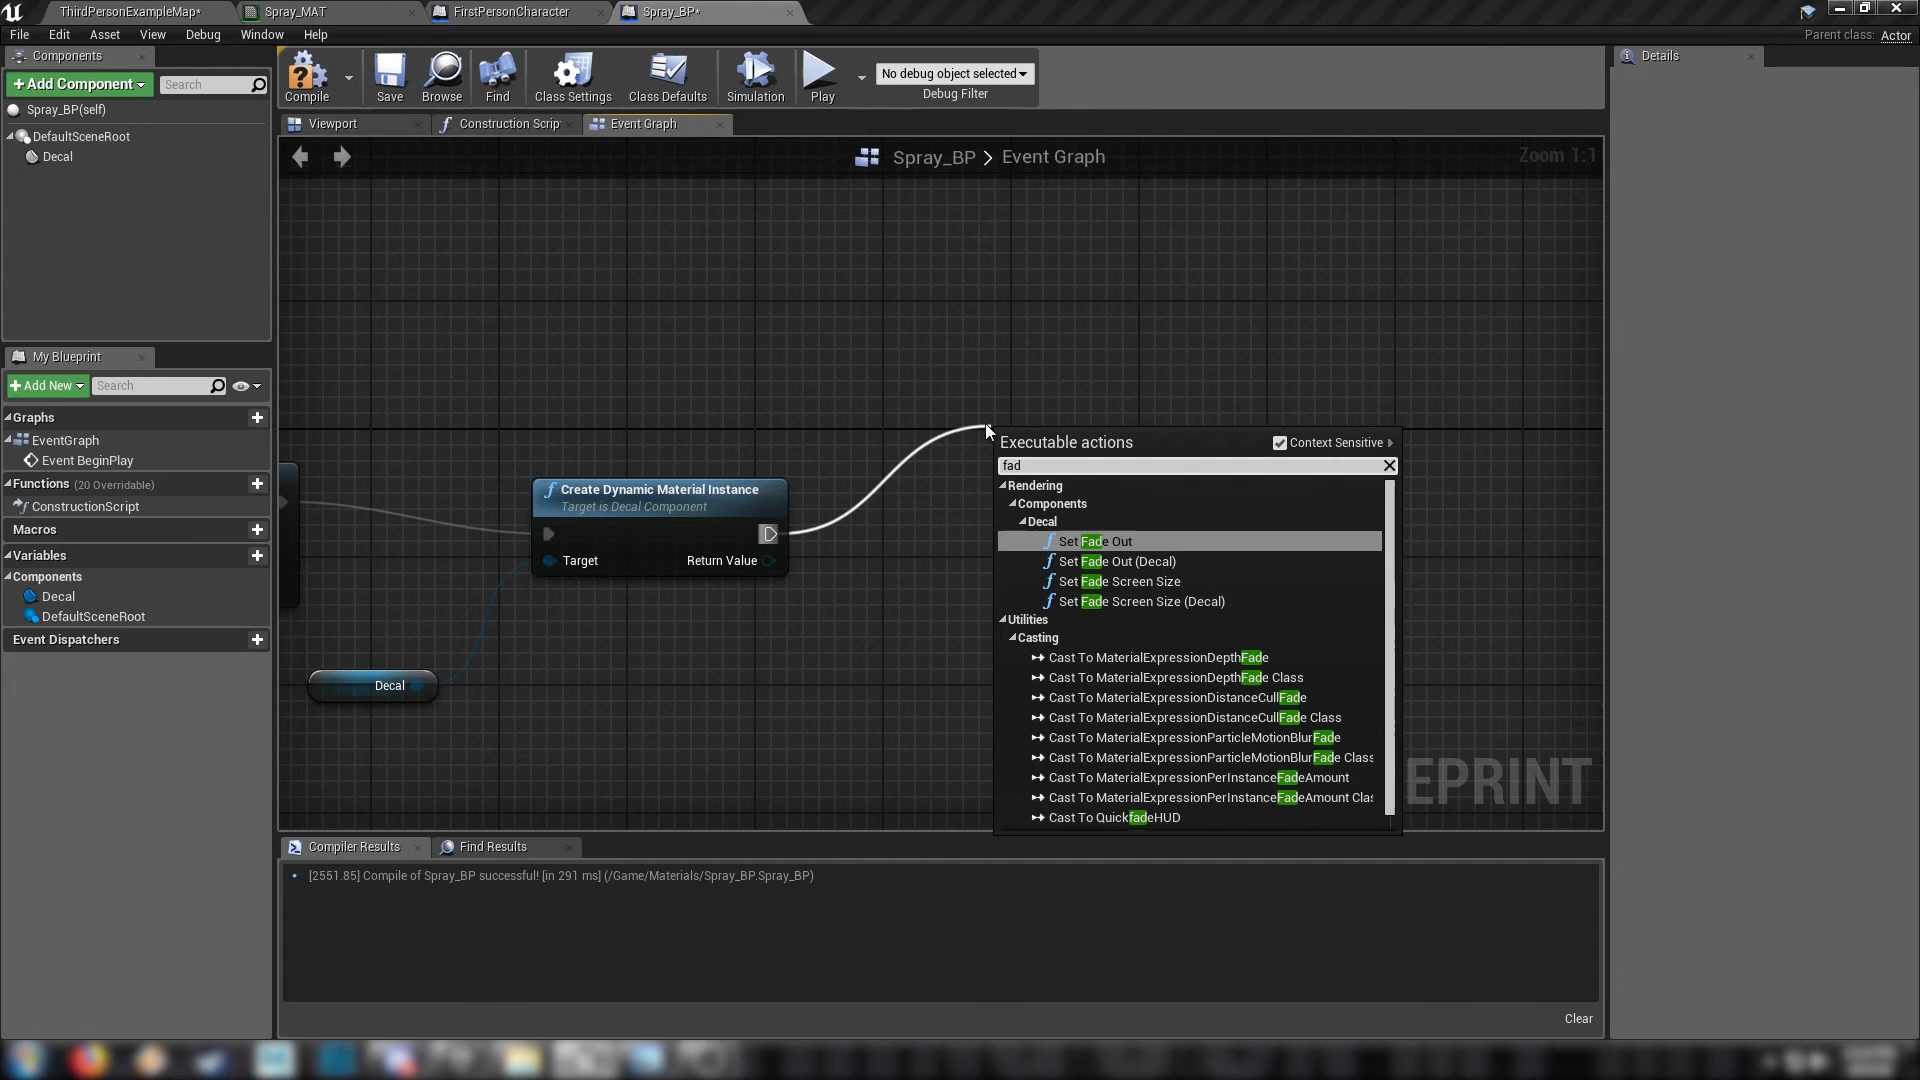 ThirdPersonExampleMap*
Spray_MAT
FirstPersonCharacter
Spray_BP*
File Edit Asset View Debug Window Help
Parent class: Actor
Components
+ Add Component
Search
Spray_BP(self)
DefaultSceneRoot
Decal
Compile
Save
Browse
Find
Class Settings
Class Defaults
Simulation
Play
No debug object selected
Debug Filter
Details
Viewport
Construction Scrip
Event Graph
Spray_BP > Event Graph
Zoom 1:1
My Blueprint
+ Add New
Search
Graphs
EventGraph
Event BeginPlay
Functions (20 Overridable)
ConstructionScript
Macros
Variables
Components
Decal
DefaultSceneRoot
Event Dispatchers
Create Dynamic Material Instance
Target is Decal Component
Target
Return Value
Decal
Executable actions
Context Sensitive
fad
Rendering
Components
Decal
Set Fade Out
Set Fade Out (Decal)
Set Fade Screen Size
Set Fade Screen Size (Decal)
Utilities
Casting
Cast To MaterialExpressionDepthFade
Cast To MaterialExpressionDepthFade Class
Cast To MaterialExpressionDistanceCullFade
Cast To MaterialExpressionDistanceCullFade Class
Cast To MaterialExpressionParticleMotionBlurFade
Cast To MaterialExpressionParticleMotionBlurFade Class
Cast To MaterialExpressionPerInstanceFadeAmount
Cast To MaterialExpressionPerInstanceFadeAmount Clas
Cast To QuickfadeHUD
EPRINT
Compiler Results
Find Results
[2551.85] Compile of Spray_BP successful! [in 291 ms] (/Game/Materials/Spray_BP.Spray_BP)
Clear